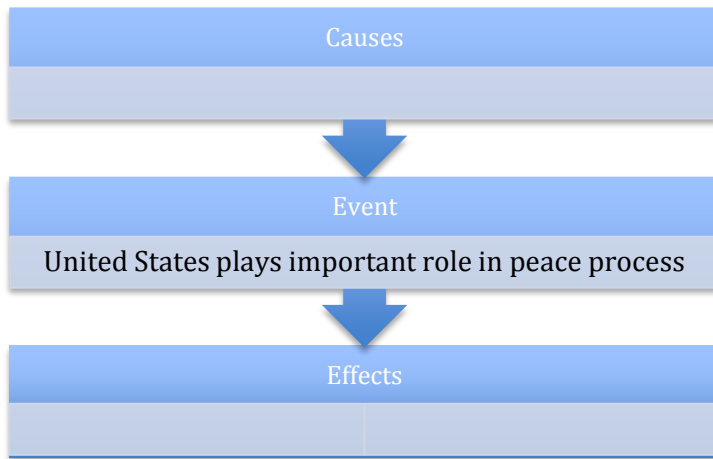 Causes
Event
United States plays important role in peace process
Effects